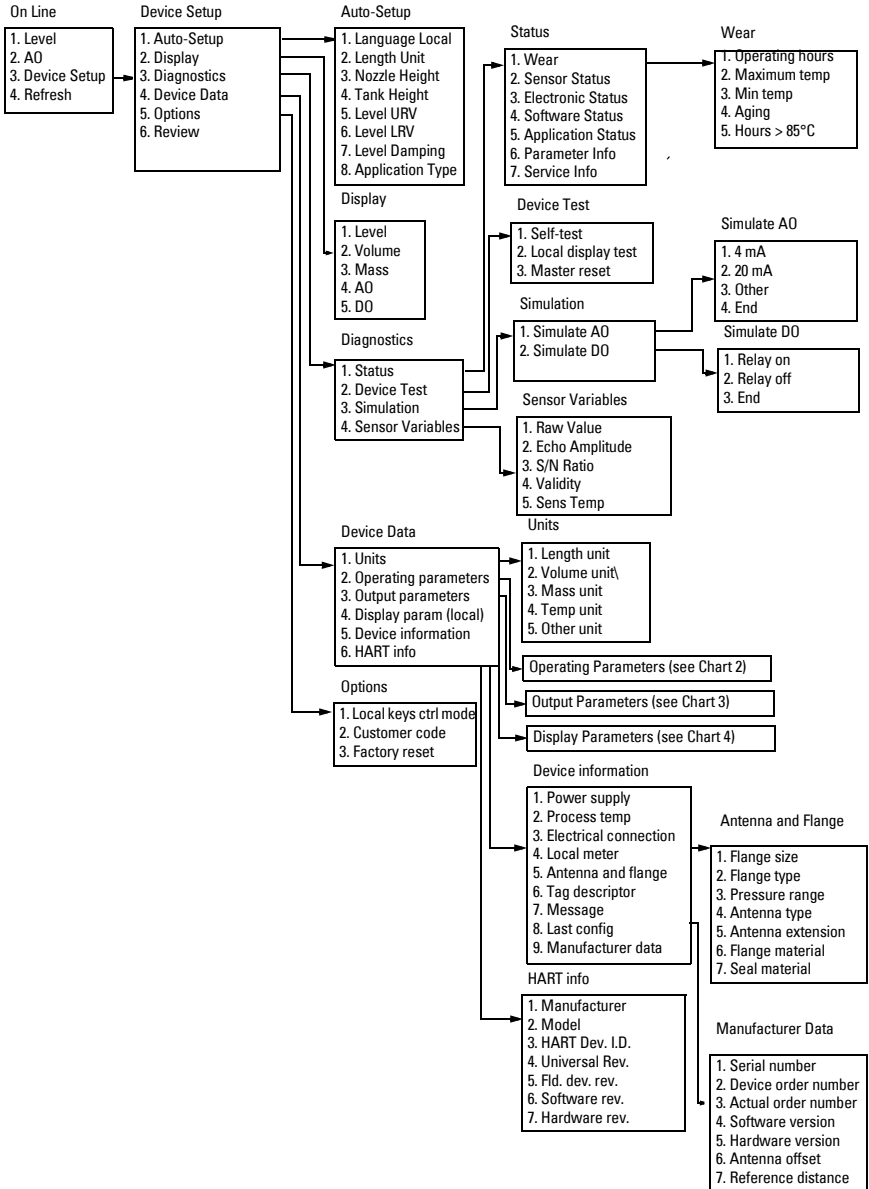 On Line
1. Level
2. AO
3. Device Setup
4. Refresh
Device Setup
1. Auto-Setup
2. Display
3. Diagnostics
4. Device Data
5. Options
6. Review
Auto-Setup
1. Language Local
2. Length Unit
3. Nozzle Height
4. Tank Height
5. Level URV
6. Level LRV
7. Level Damping
8. Application Type
Display
1. Level
2. Volume
3. Mass
4. AO
5. DO
Diagnostics
1. Status
2. Device Test
3. Simulation
4. Sensor Variables
Status
1. Wear
2. Sensor Status
3. Electronic Status
4. Software Status
5. Application Status
6. Parameter Info
7. Service Info
Wear
1. Operating hours
2. Maximum temp
3. Min temp
4. Aging
5. Hours > 85°C
Device Test
1. Self-test
2. Local display test
3. Master reset
Simulation
1. Simulate AO
2. Simulate DO
Simulate AO
1. 4 mA
2. 20 mA
3. Other
4. End
Simulate DO
1. Relay on
2. Relay off
3. End
Sensor Variables
1. Raw Value
2. Echo Amplitude
3. S/N Ratio
4. Validity
5. Sens Temp
Device Data
1. Units
2. Operating parameters
3. Output parameters
4. Display param (local)
5. Device information
6. HART info
Units
1. Length unit
2. Volume unit\
3. Mass unit
4. Temp unit
5. Other unit
Operating Parameters (see Chart 2)
Output Parameters (see Chart 3)
Display Parameters (see Chart 4)
Options
1. Local keys ctrl mode
2. Customer code
3. Factory reset
Device information
1. Power supply
2. Process temp
3. Electrical connection
4. Local meter
5. Antenna and flange
6. Tag descriptor
7. Message
8. Last config
9. Manufacturer data
Antenna and Flange
1. Flange size
2. Flange type
3. Pressure range
4. Antenna type
5. Antenna extension
6. Flange material
7. Seal material
HART info
1. Manufacturer
2. Model
3. HART Dev. I.D.
4. Universal Rev.
5. Fld. dev. rev.
6. Software rev.
7. Hardware rev.
Manufacturer Data
1. Serial number
2. Device order number
3. Actual order number
4. Software version
5. Hardware version
6. Antenna offset
7. Reference distance